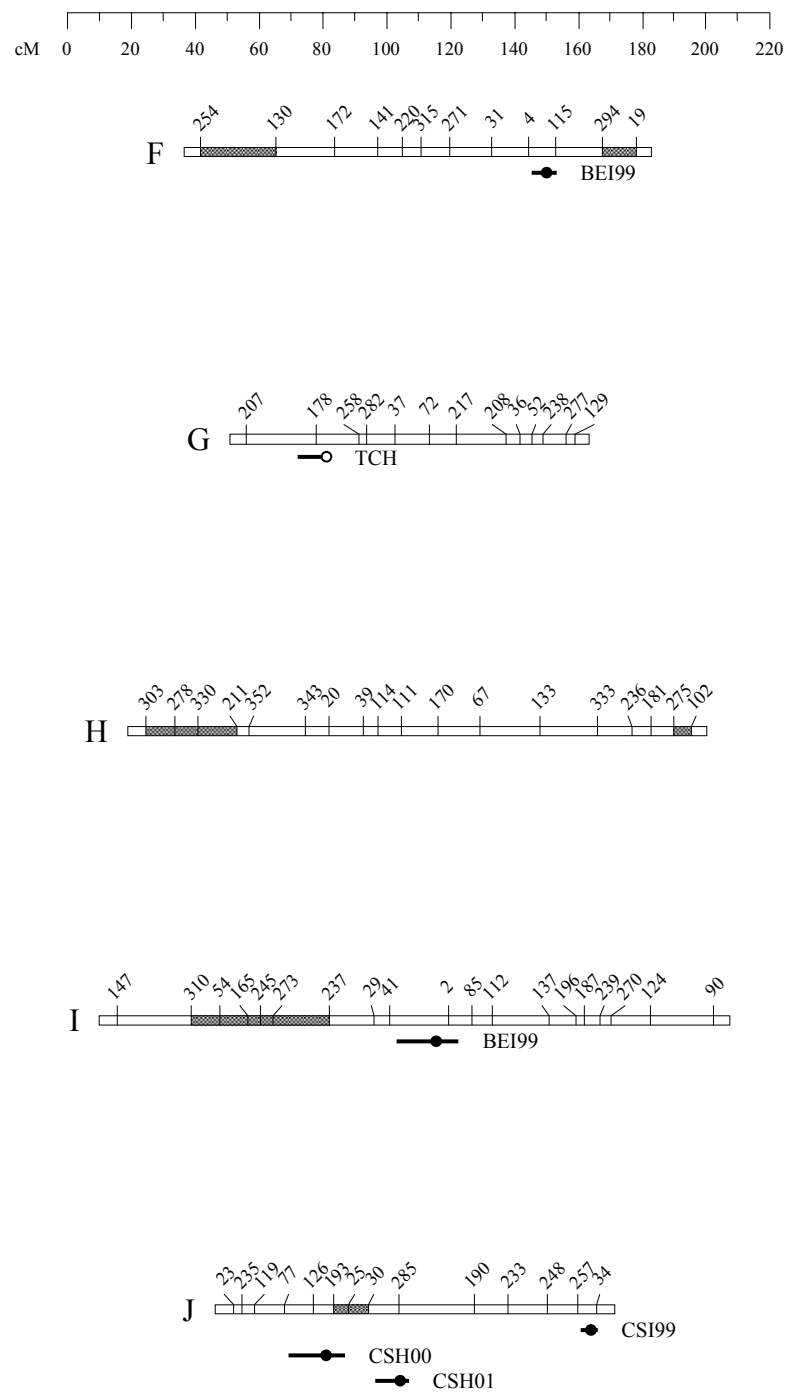 cM 0 20 40 60 80 100 120 140 160 180 200 220
254 130 172 141 220 315 271 31 4 115 294 19
F
BEI99
207 178 258 282 37 72 217 208 36 52 238 277 129
G
TCH
303 278 330 211 352 343 20 39 114 111 170 67 133 333 236 181 275 102
H
147 310 54 165 245 273 237 29 41 2 85 112 137 196 187 239 270 124 90
I
BEI99
23 235 119 77 126 193 25 30 285 190 233 248 257 34
J
CSI99
CSH00
CSH01